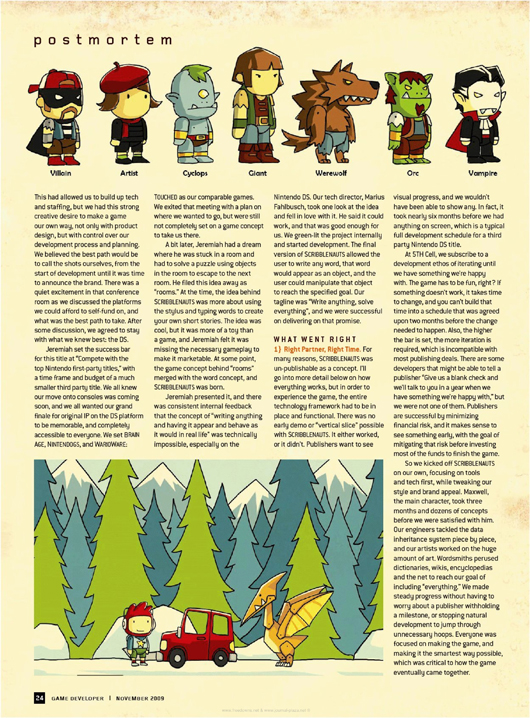 postmortem
Villain
Artist
Cyclops
Giant
Werewolf
Orc
Vampire
This had allowed us to build up tech
and staffing, but we had this strong
creative desire to make a game
our own way, not only with product
design, but with control over our
development process and planning.
We believed the best path would be
to call the shots ourselves, from the
start of development until it was time
to announce the brand. There was a
quiet excitement in that conference
room as we discussed the platforms
we could afford to self-fund on, and
what was the best path to take. After
some discussion, we agreed to stay
with what we knew best: the DS.
Jeremiah set the success bar
for this title at "Compete with the
top Nintendo first-party titles," with
a time frame and budget of a much
smaller third party title. We all knew
our move onto consoles was coming
soon, and we all wanted our grand
finale for original IP on the DS platform
to be memorable, and completely
accessible to everyone. We set BRAIN
AGE, NINTENDOGS, and WARIOWARE:
TOUCHED as our comparable games.
We exited that meeting with a plan on
where we wanted to go, but were still
not completely set on a game concept
to take us there.
A bit later, Jeremiah had a dream
where he was stuck in a room and
had to solve a puzzle using objects
in the room to escape to the next
room. He filed this idea away as
"rooms." At the time, the idea behind
SCRIBBLENAUTS was more about using
the stylus and typing words to create
your own short stories. The idea was
cool, but it was more of a toy than
a game, and Jeremiah felt it was
missing the necessary gameplay to
make it marketable. At some point,
the game concept behind "rooms"
merged with the word concept, and
SCRIBBLENAUTS was born.
Jeremiah presented it, and there
was consistent internal feedback
that the concept of "writing anything
and having it appear and behave as
it would in real life" was technically
impossible, especially on the
Nintendo DS. Our tech director, Marius
Fahlbusch, took one look at the idea
and fell in love with it. He said it could
work, and that was good enough for
us. We green-lit the project internally
and started development. The final
version of SCRIBBLENAUTS allowed the
user to write any word, that word
would appear as an object, and the
user could manipulate that object
to reach the specified goal. Our
tagline was "Write anything, solve
everything", and we were successful
on delivering on that promise.
WHAT WENT RIGHT
1) Right Partner, Right Time. For
many reasons, SCRIBBLENAUTS was
un-publishable as a concept. I'll
go into more detail below on how
everything works, but in order to
experience the game, the entire
technology framework had to be in
place and functional. There was no
early demo or "vertical slice" possible
with SCRIBBLENAUTS. It either worked,
or it didn't. Publishers want to see
visual progress, and we wouldn't
have been able to show any. In fact, it
took nearly six months before we had
anything on screen, which is a typical
full development schedule for a third
party Nintendo DS title.
At 5TH Cell, we subscribe to a
development ethos of iterating until
we have something we're happy
with. The game has to be fun, right? If
something doesn't work, it takes time
to change, and you can't build that
time into a schedule that was agreed
upon two months before the change
needed to happen. Also, the higher
the bar is set, the more iteration is
required, which is incompatible with
most publishing deals. There are some
developers that might be able to tell a
publisher "Give us a blank check and
we'll talk to you in a year when we
have something we're happy with," but
we were not one of them. Publishers
are successful by minimizing
financial risk, and it makes sense to
see something early, with the goal of
mitigating that risk before investing
most of the funds to finish the game.
So we kicked off SCRIBBLENAUTS
on our own, focusing on tools
and tech first, while tweaking our
style and brand appeal. Maxwell,
the main character, took three
months and dozens of concepts
before we were satisfied with him.
Our engineers tackled the data
inheritance system piece by piece,
and our artists worked on the huge
amount of art. Wordsmiths perused
dictionaries, wikis, encyclopedias
and the net to reach our goal of
including "everything." We made
steady progress without having to
worry about a publisher withholding
a milestone, or stopping natural
development to jump through
unnecessary hoops. Everyone was
focused on making the game, and
making it the smartest way possible,
which was critical to how the game
eventually came together.
24 GAME DEVELOPER | NOVEMBER 2009